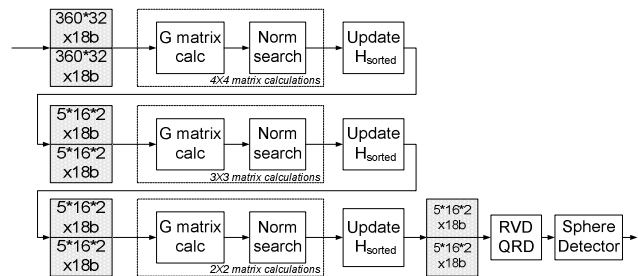 360*32
x18b
360*32
x18b
G matrix
calc
Norm
search
4X4 matrix calculations
Update
Hsorted
5*16*2
x18b
5*16*2
x18b
G matrix
calc
Norm
search
3X3 matrix calculations
Update
Hsorted
5*16*2
x18b
5*16*2
x18b
G matrix
calc
Norm
search
2X2 matrix calculations
Update
Hsorted
5*16*2
x18b
5*16*2
x18b
RVD
QRD
Sphere
Detector